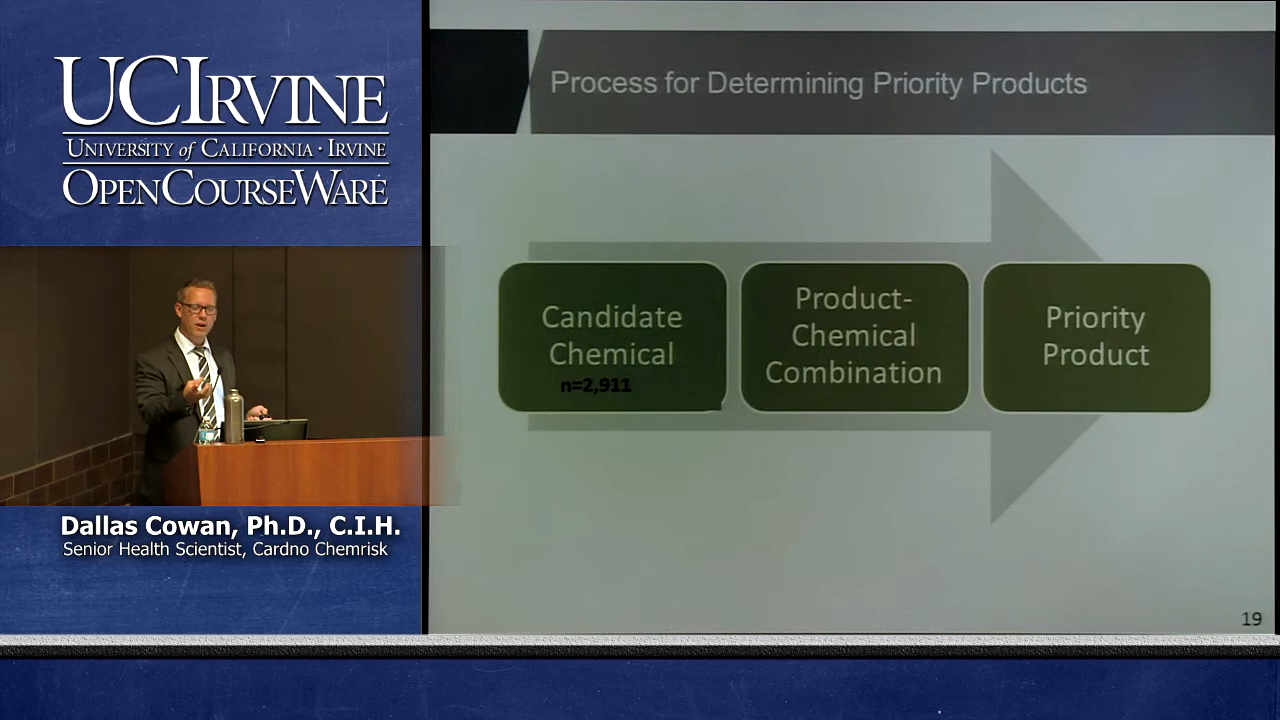 UCIRVINE
UNIVERSITY of CALIFORNIA · IRVINE
OPENCOURSEWARE
Dallas Cowan, Ph.D., C.I.H.
Senior Health Scientist, Cardno Chemrisk
Process for Determining Priority Products
Candidate
Chemical
n=2,911
Product-
Chemical
Combination
Priority
Product
19